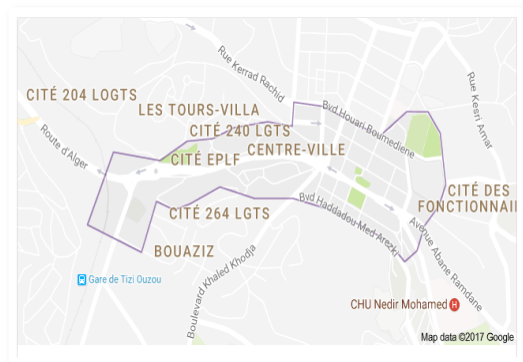 Rue Kerrad Rachid
CITÉ 204 LOGTS
LES TOURS-VILLA
Bvd Houari Boumediene
Rue Kesri Amar
CITÉ 240 LGTS
Route d'Alger
CITÉ EPLF
CENTRE-VILLE
CITÉ DES
FONCTIONNAI
CITÉ 264 LGTS
Bvd Haddadou Med Arezki
BOUAZIZ
Avenue Abane Ramdane
Gare de Tizi Ouzou
Boulevard Khaled Khodja
CHU Nedir Mohamed H
Map data ©2017 Google